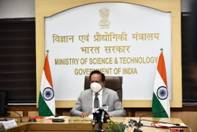 विज्ञान एवं प्रौद्योगिकी मंत्रालय
भारत सरकार
MINISTRY OF SCIENCE & TECHNOLOGY
GOVERNMENT OF INDIA